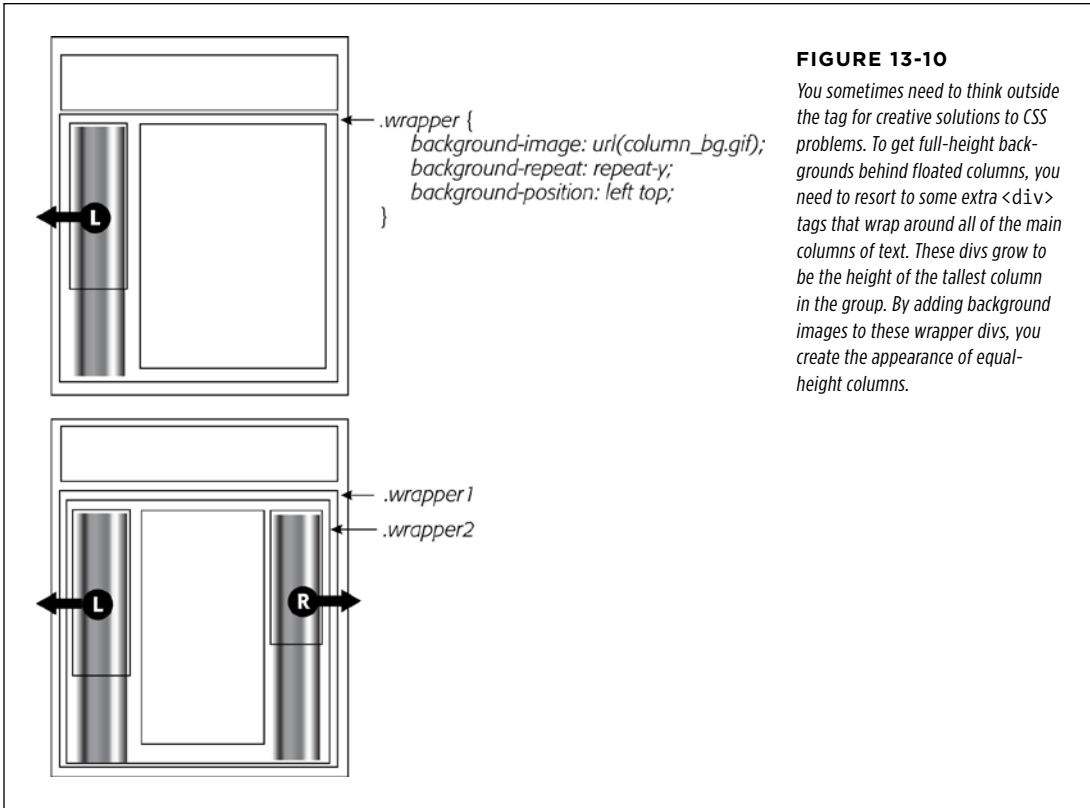 FIGURE 13-10
You sometimes need to think outside
the tag for creative solutions to CSS
problems. To get full-height back-
grounds behind floated columns, you
need to resort to some extra <div>
tags that wrap around all of the main
columns of text. These divs grow to
be the height of the tallest column
in the group. By adding background
images to these wrapper divs, you
create the appearance of equal-
height columns.
.wrapper {
background-image: url(column_bg.gif);
background-repeat: repeat-y;
background-position: left top;
}
L
.wrapper1
.wrapper2
L
R